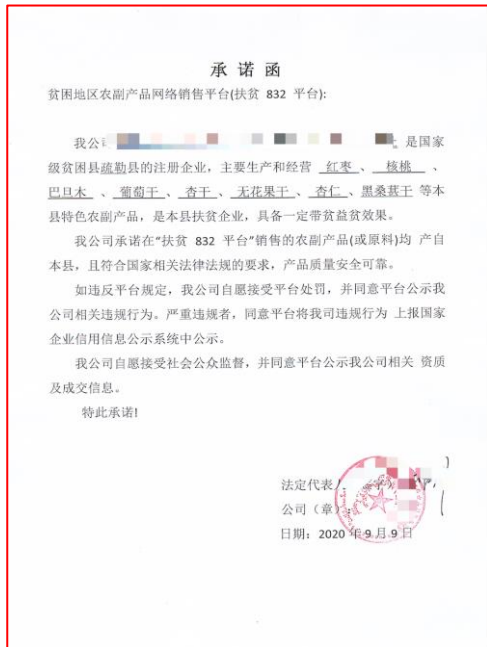 承 诺 函
贫困地区农副产品网络销售平台(扶贫 832 平台):
我公司 是国家
级贫困县疏勒县的注册企业，主要生产和经营 红枣 、 核桃 、
巴旦木 、 葡萄干 、杏干 、 无花果干 、 杏仁 、黑桑葚干 等本
县特色农副产品，是本县扶贫企业，具备一定带贫益贫效果。
我公司承诺在“扶贫 832 平台”销售的农副产品(或原料)均 产自
本县，且符合国家相关法律法规的要求，产品质量安全可靠。
如违反平台规定，我公司自愿接受平台处罚，并同意平台公示我
公司相关违规行为。严重违规者，同意平台将我司违规行为 上报国家
企业信用信息公示系统中公示。
我公司自愿接受社会公众监督，并同意平台公示我公司相关 资质
及成交信息。
特此承诺!
法定代表人
公司（章）
日期：2020 年 9 月 9 日